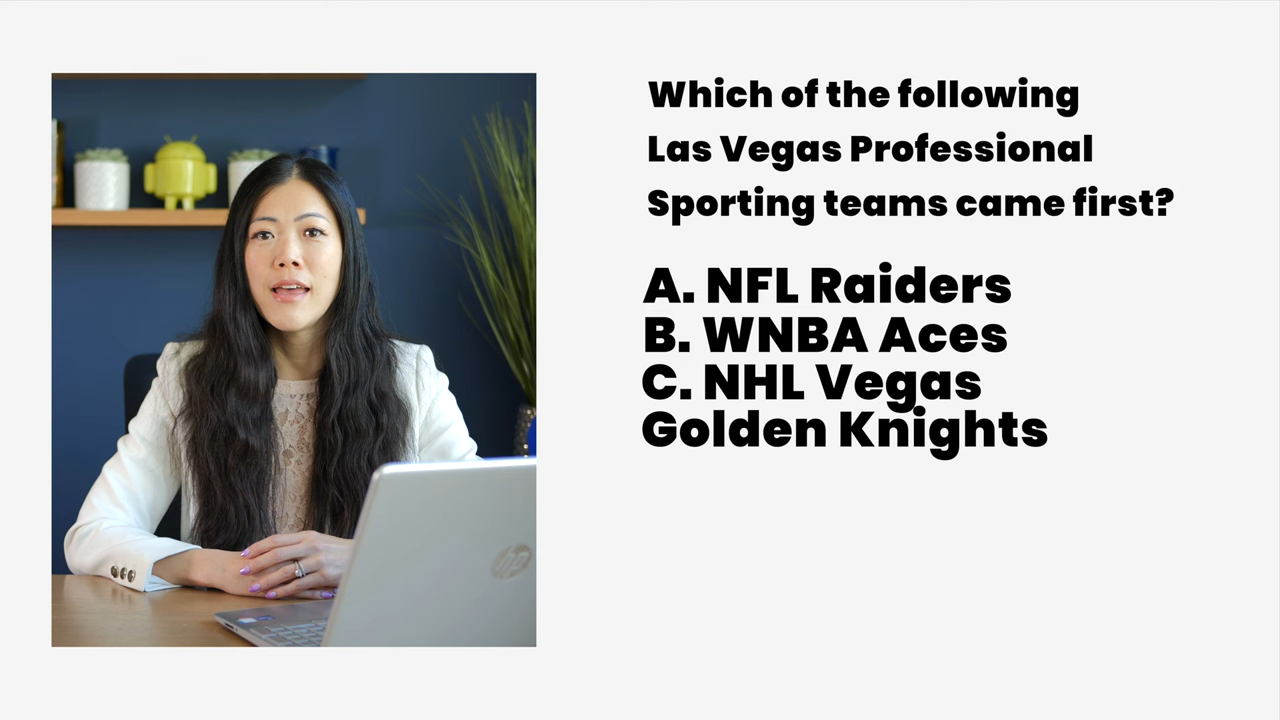 Which of the following
Las Vegas Professional
Sporting teams came first?
A. NFL Raiders
B. WNBA Aces
C. NHL Vegas
Golden Knights
hp